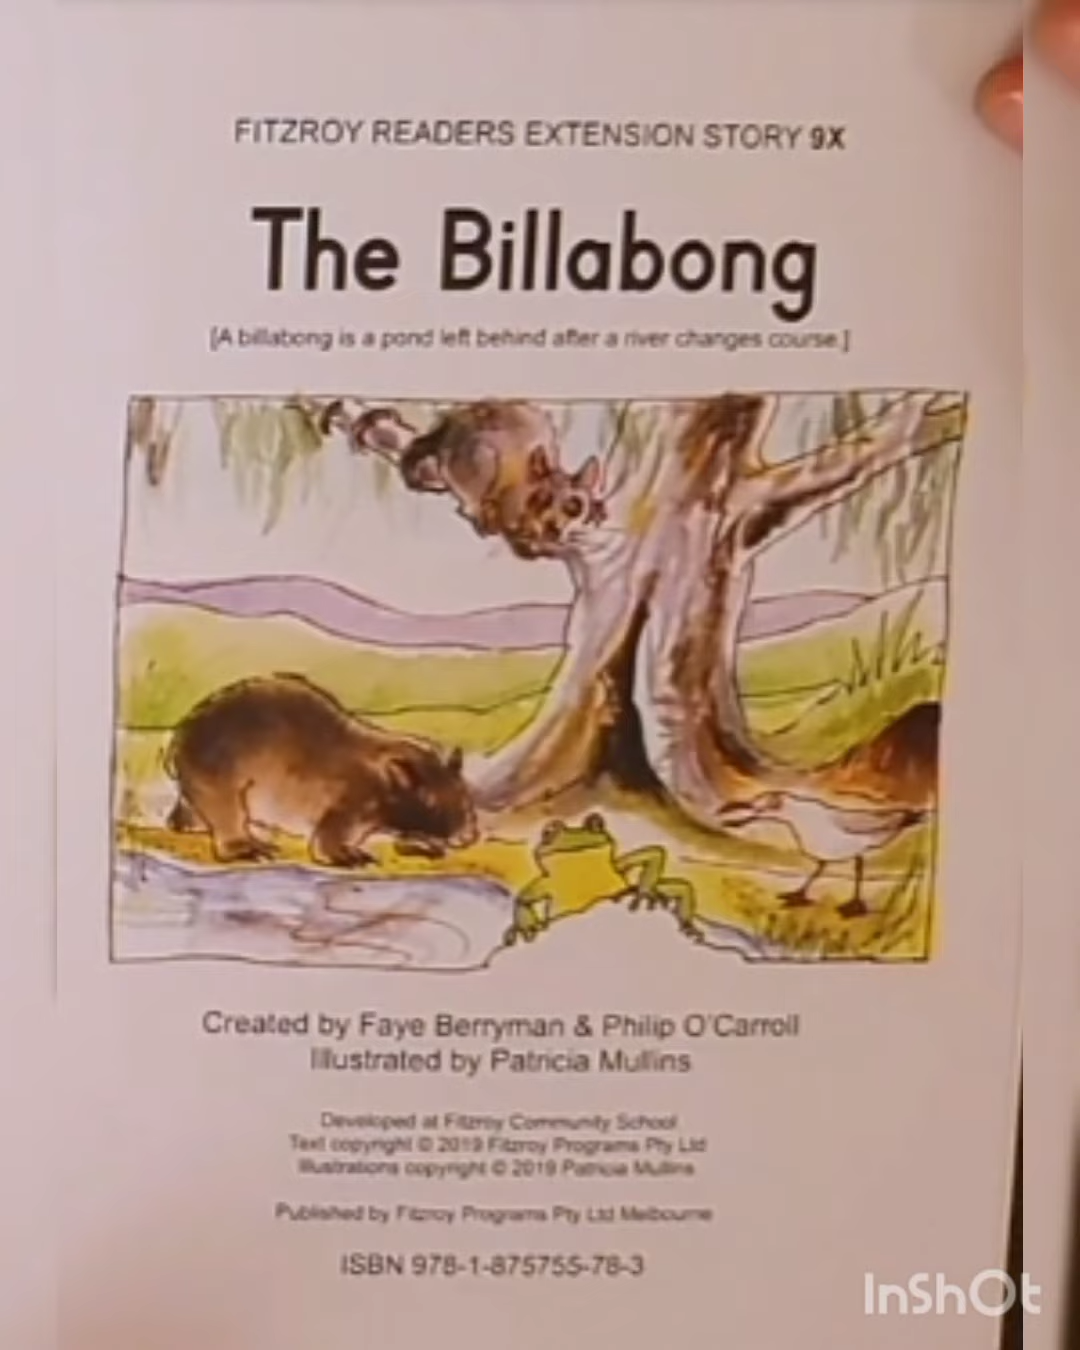 FITZROY READERS EXTENSION STORY 9X
The Billabong
[A billabong is a pond left behind after a river changes course.]
Created by Faye Berryman & Philip O'Carroll
Illustrated by Patricia Mullins
Developed at Fitzroy Community School
Text copyright © 2019 Fitzroy Programs Pty Ltd
Illustrations copyright © 2019 Patricia Mullins
Published by Fitzroy Programs Pty Ltd Melbourne
ISBN 978-1-875755-78-3
InShOt